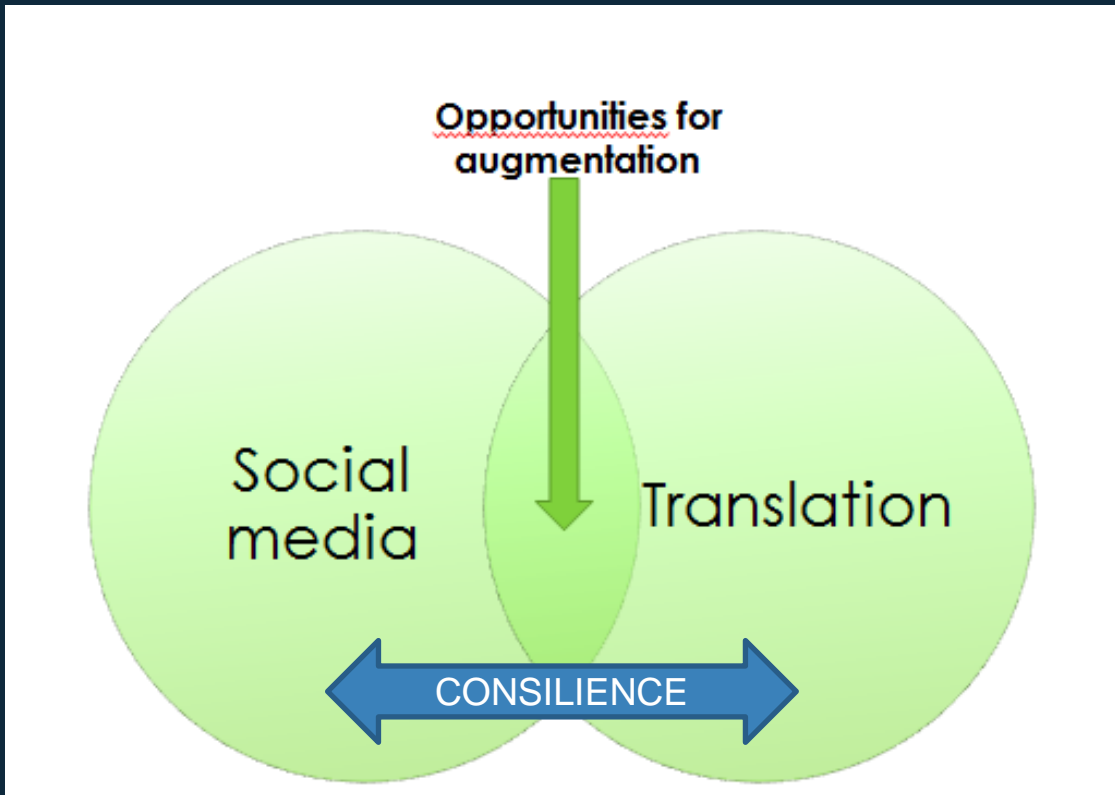 Opportunities for
augmentation
Social
media
Translation
CONSILIENCE